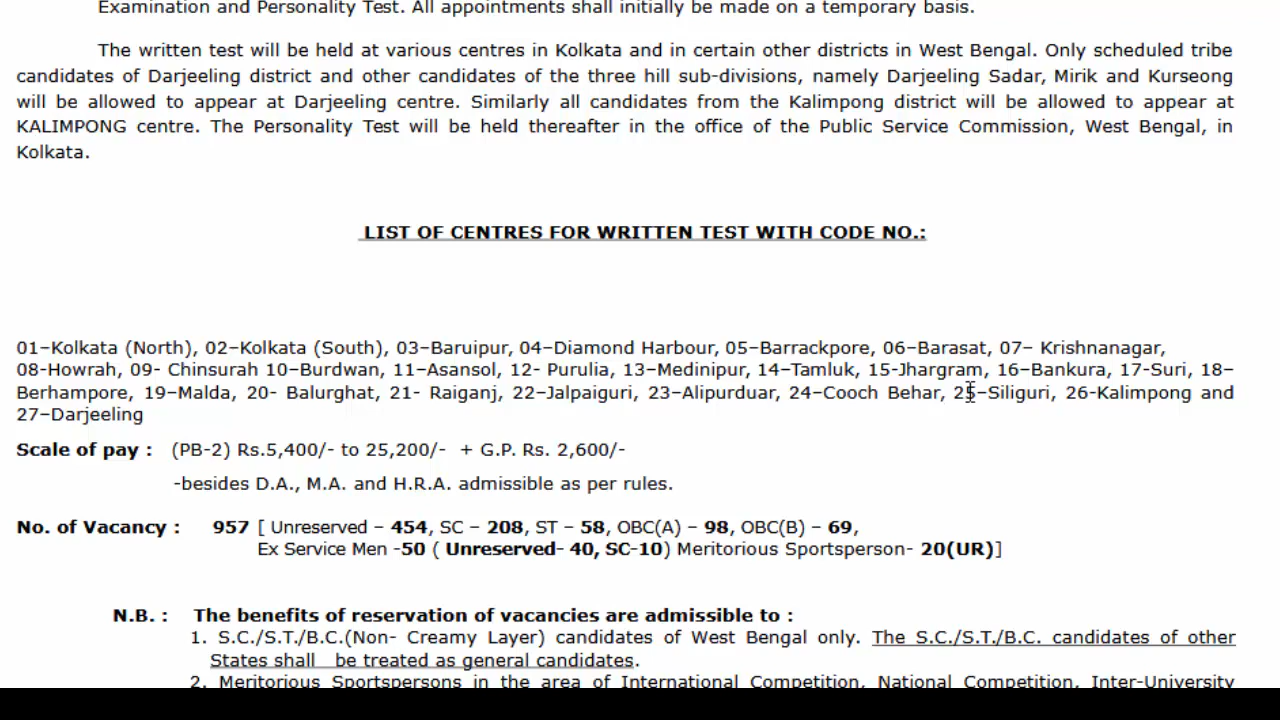 Examination and Personality Test. All appointments shall initially be made on a temporary basis.
The written test will be held at various centres in Kolkata and in certain other districts in West Bengal. Only scheduled tribe
candidates of Darjeeling district and other candidates of the three hill sub-divisions, namely Darjeeling Sadar, Mirik and Kurseong
will be allowed to appear at Darjeeling centre. Similarly all candidates from the Kalimpong district will be allowed to appear at
KALIMPONG centre. The Personality Test will be held thereafter in the office of the Public Service Commission, West Bengal, in
Kolkata.
LIST OF CENTRES FOR WRITTEN TEST WITH CODE NO.:
01–Kolkata (North), 02–Kolkata (South), 03–Baruipur, 04–Diamond Harbour, 05–Barrackpore, 06–Barasat, 07– Krishnanagar,
08-Howrah, 09- Chinsurah 10–Burdwan, 11–Asansol, 12- Purulia, 13–Medinipur, 14–Tamluk, 15-Jhargram, 16–Bankura, 17-Suri, 18–
Berhampore, 19–Malda, 20- Balurghat, 21- Raiganj, 22–Jalpaiguri, 23–Alipurduar, 24–Cooch Behar, 25–Siliguri, 26-Kalimpong and
27–Darjeeling
Scale of pay : (PB-2) Rs.5,400/- to 25,200/- + G.P. Rs. 2,600/-
-besides D.A., M.A. and H.R.A. admissible as per rules.
No. of Vacancy : 957 [ Unreserved – 454, SC – 208, ST – 58, OBC(A) – 98, OBC(B) – 69,
Ex Service Men -50 ( Unreserved- 40, SC-10) Meritorious Sportsperson- 20(UR)]
N.B. : The benefits of reservation of vacancies are admissible to :
1. S.C./S.T./B.C.(Non- Creamy Layer) candidates of West Bengal only. The S.C./S.T./B.C. candidates of other
States shall be treated as general candidates.
2. Meritorious Sportspersons in the area of International Competition, National Competition, Inter-University